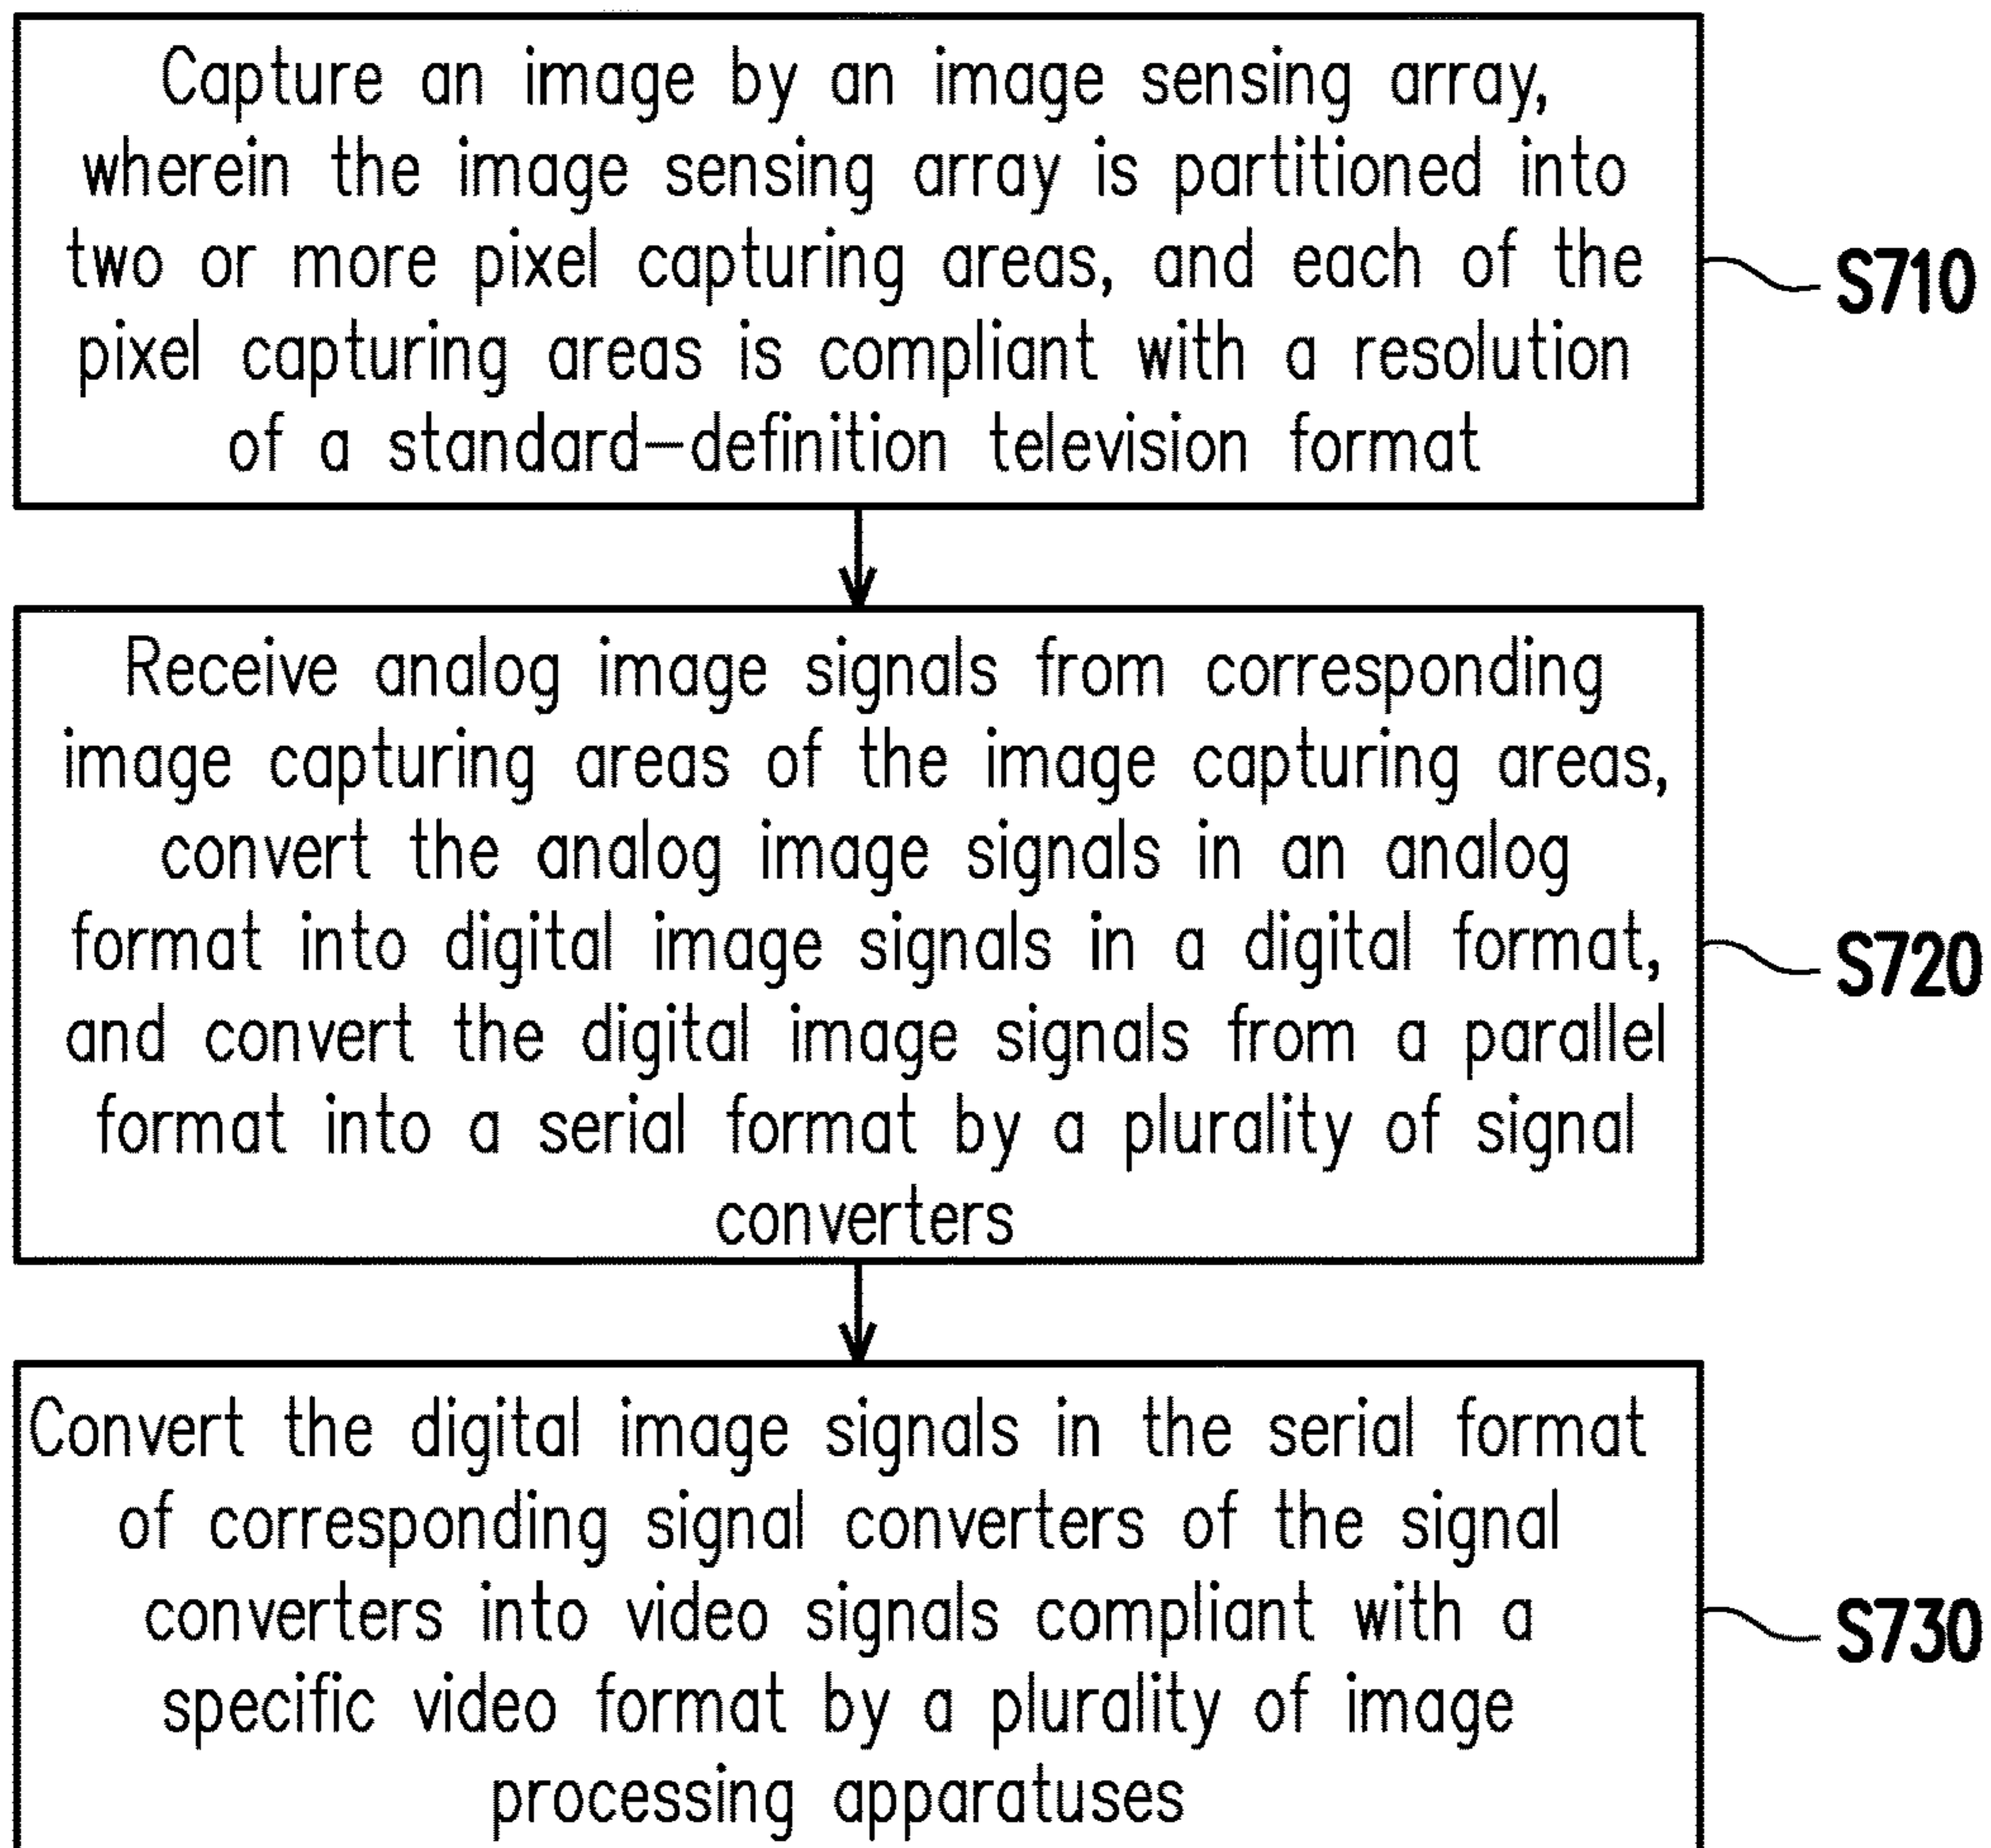 Capture an image by an image sensing array,
wherein the image sensing array is partitioned into
two or more pixel capturing areas, and each of the
pixel capturing areas is compliant with a resolution
of a standard-definition television format
S710
Receive analog image signals from corresponding
image capturing areas of the image capturing areas,
convert the analog image signals in an analog
format into digital image signals in a digital format,
and convert the digital image signals from a parallel
format into a serial format by a plurality of signal
converters
S720
Convert the digital image signals in the serial format
of corresponding signal converters of the signal
converters into video signals compliant with a
specific video format by a plurality of image
processing apparatuses
S730